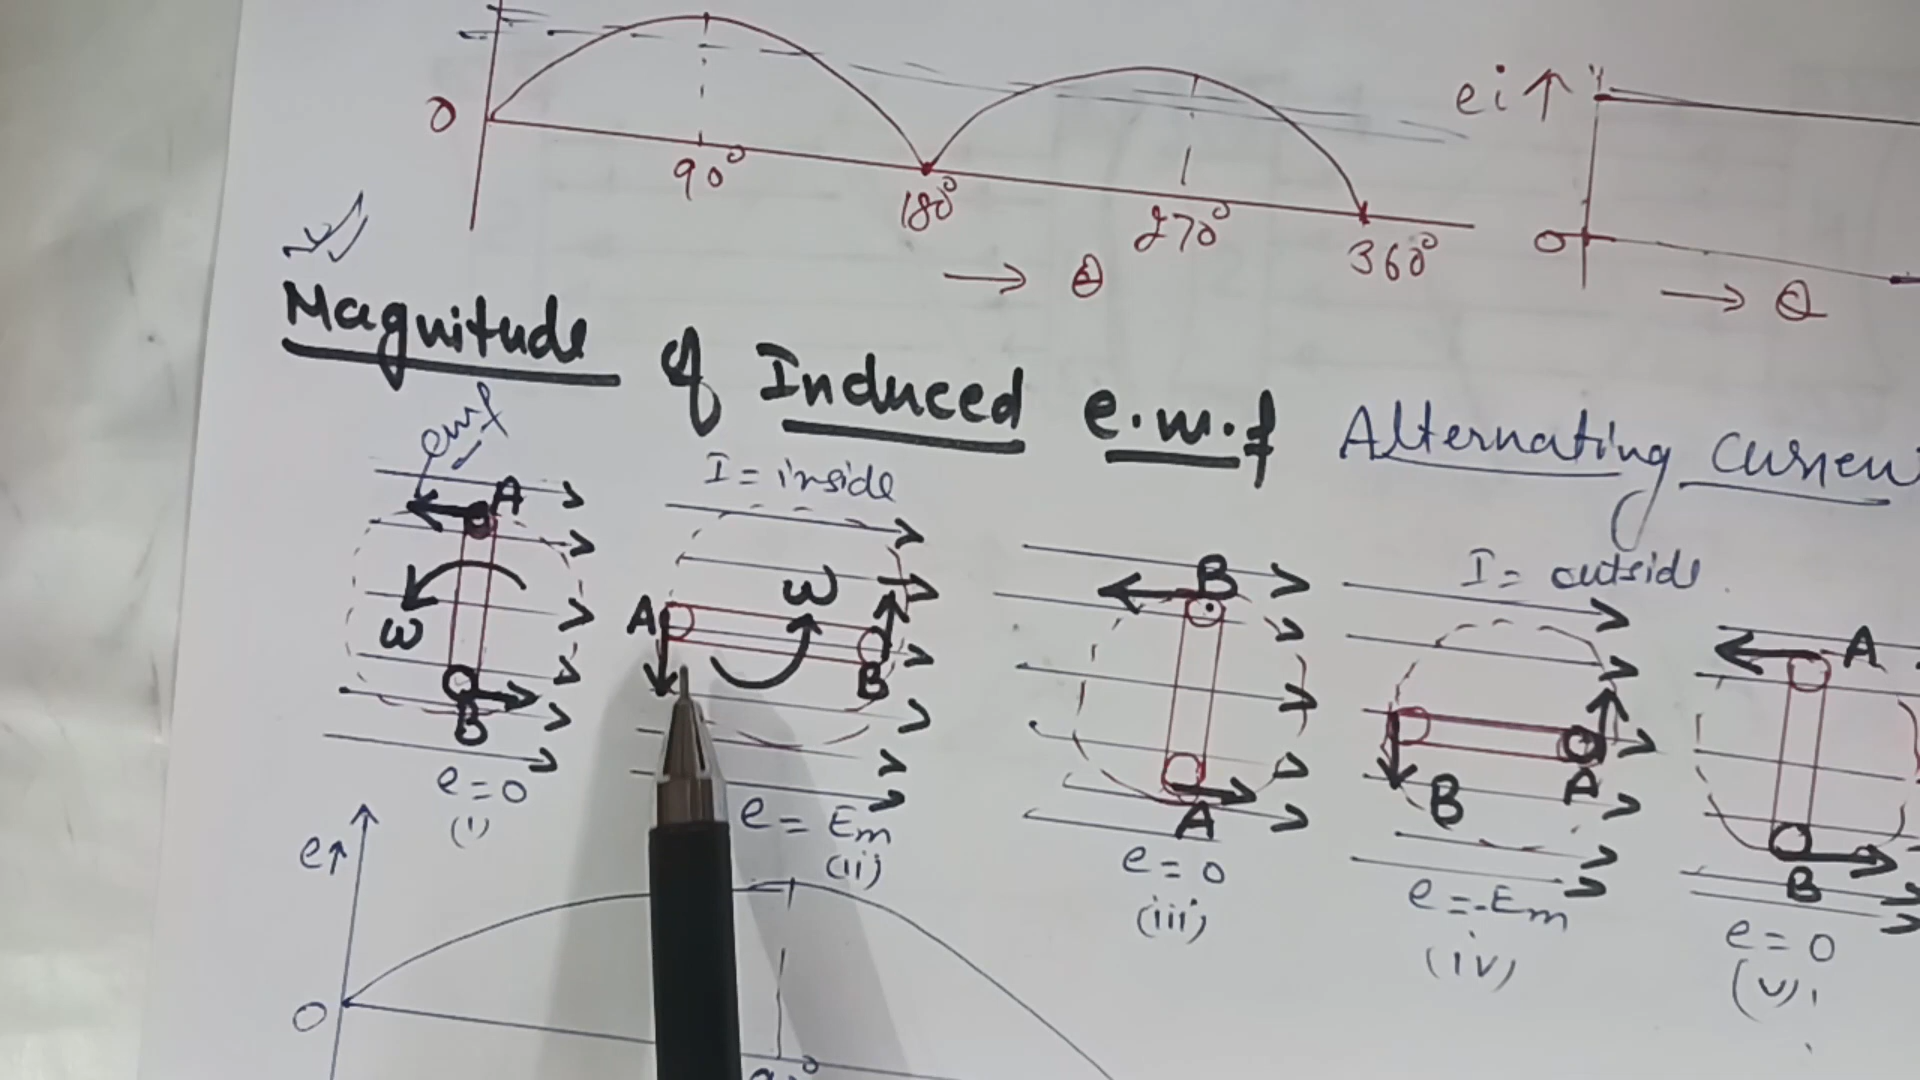 0
90°
180°
270°
360°
→ θ
ei ↑
0
→ θ
Magnitude of Induced e.m.f Alternating Curren
emf
A
ω
B
e = 0
(i)
I = inside
A
ω
B
e = Em
(ii)
B
A
e = 0
(iii)
I = outside
B
A
e = -Em
(iv)
A
B
e = 0
(v)
e↑
0